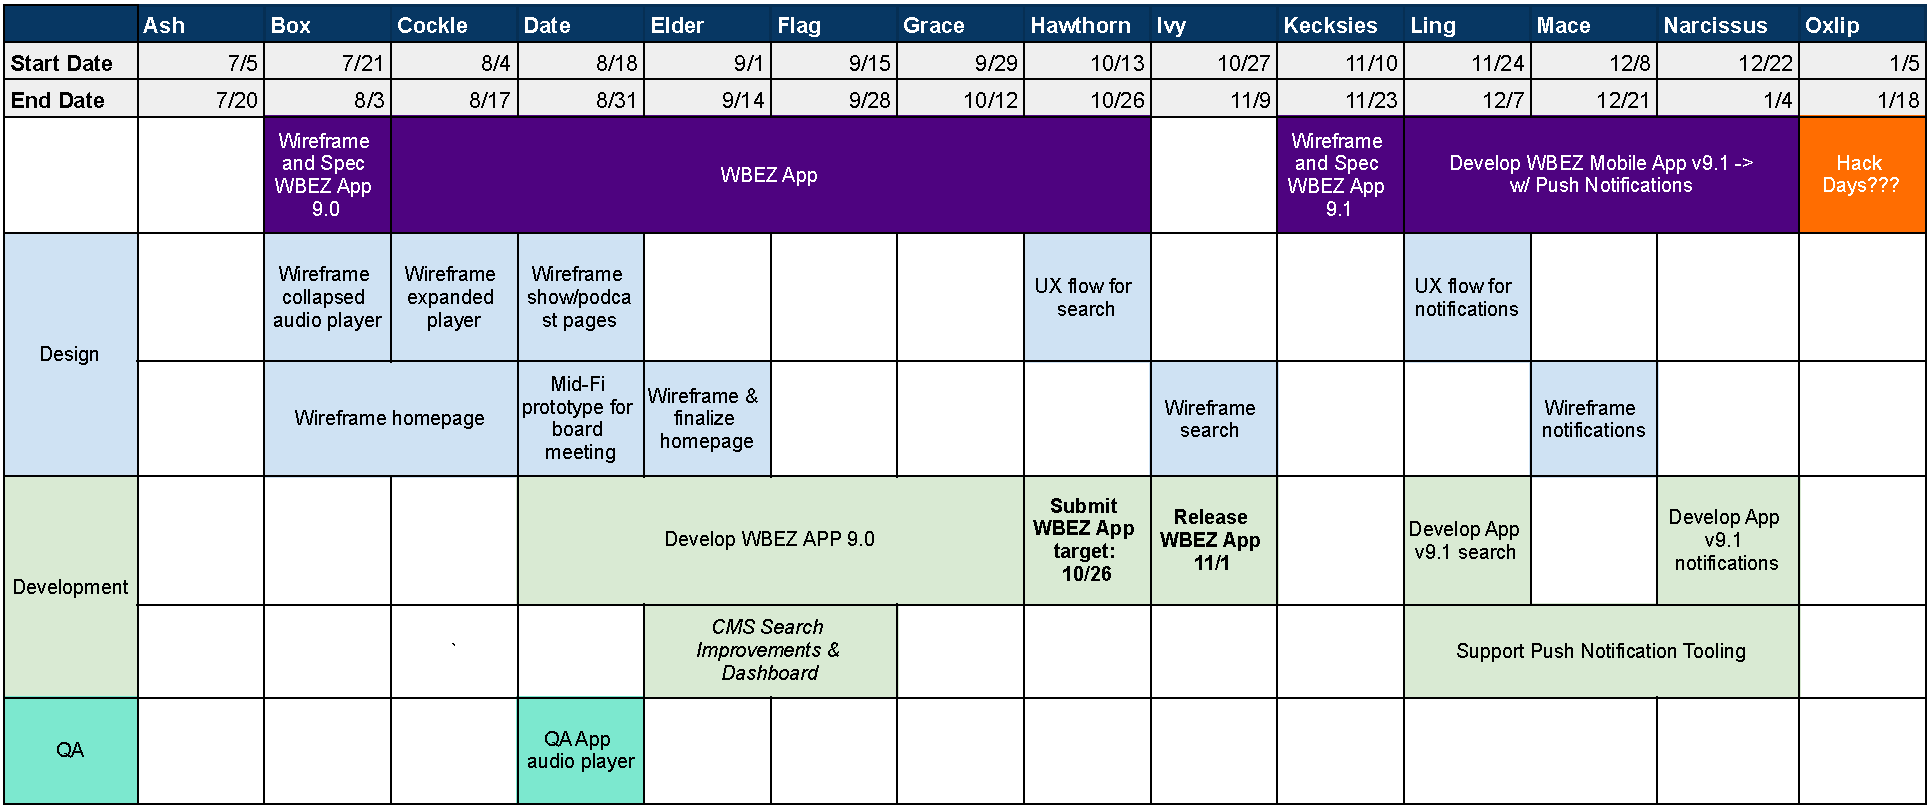 Ash Box Cockle Date Elder Flag Grace Hawthorn Ivy Kecksies Ling Mace Narcissus Oxlip
Start Date 7/5 7/21 8/4 8/18 9/1 9/15 9/29 10/13 10/27 11/10 11/24 12/8 12/22 1/5
End Date 7/20 8/3 8/17 8/31 9/14 9/28 10/12 10/26 11/9 11/23 12/7 12/21 1/4 1/18
Wireframe
and Spec
WBEZ App
9.0
WBEZ App
Wireframe
and Spec
WBEZ App
9.1
Develop WBEZ Mobile App v9.1 ->
w/ Push Notifications
Hack
Days???
Design
Wireframe
collapsed
audio player
Wireframe
expanded
player
Wireframe
show/podca
st pages
UX flow for
search
UX flow for
notifications
Wireframe homepage
Mid-Fi
prototype for
board
meeting
Wireframe &
finalize
homepage
Wireframe
search
Wireframe
notifications
Development
Develop WBEZ APP 9.0
Submit
WBEZ App
target:
10/26
Release
WBEZ App
11/1
Develop App
v9.1 search
Develop App
v9.1
notifications
`
CMS Search
Improvements &
Dashboard
Support Push Notification Tooling
QA
QA App
audio player